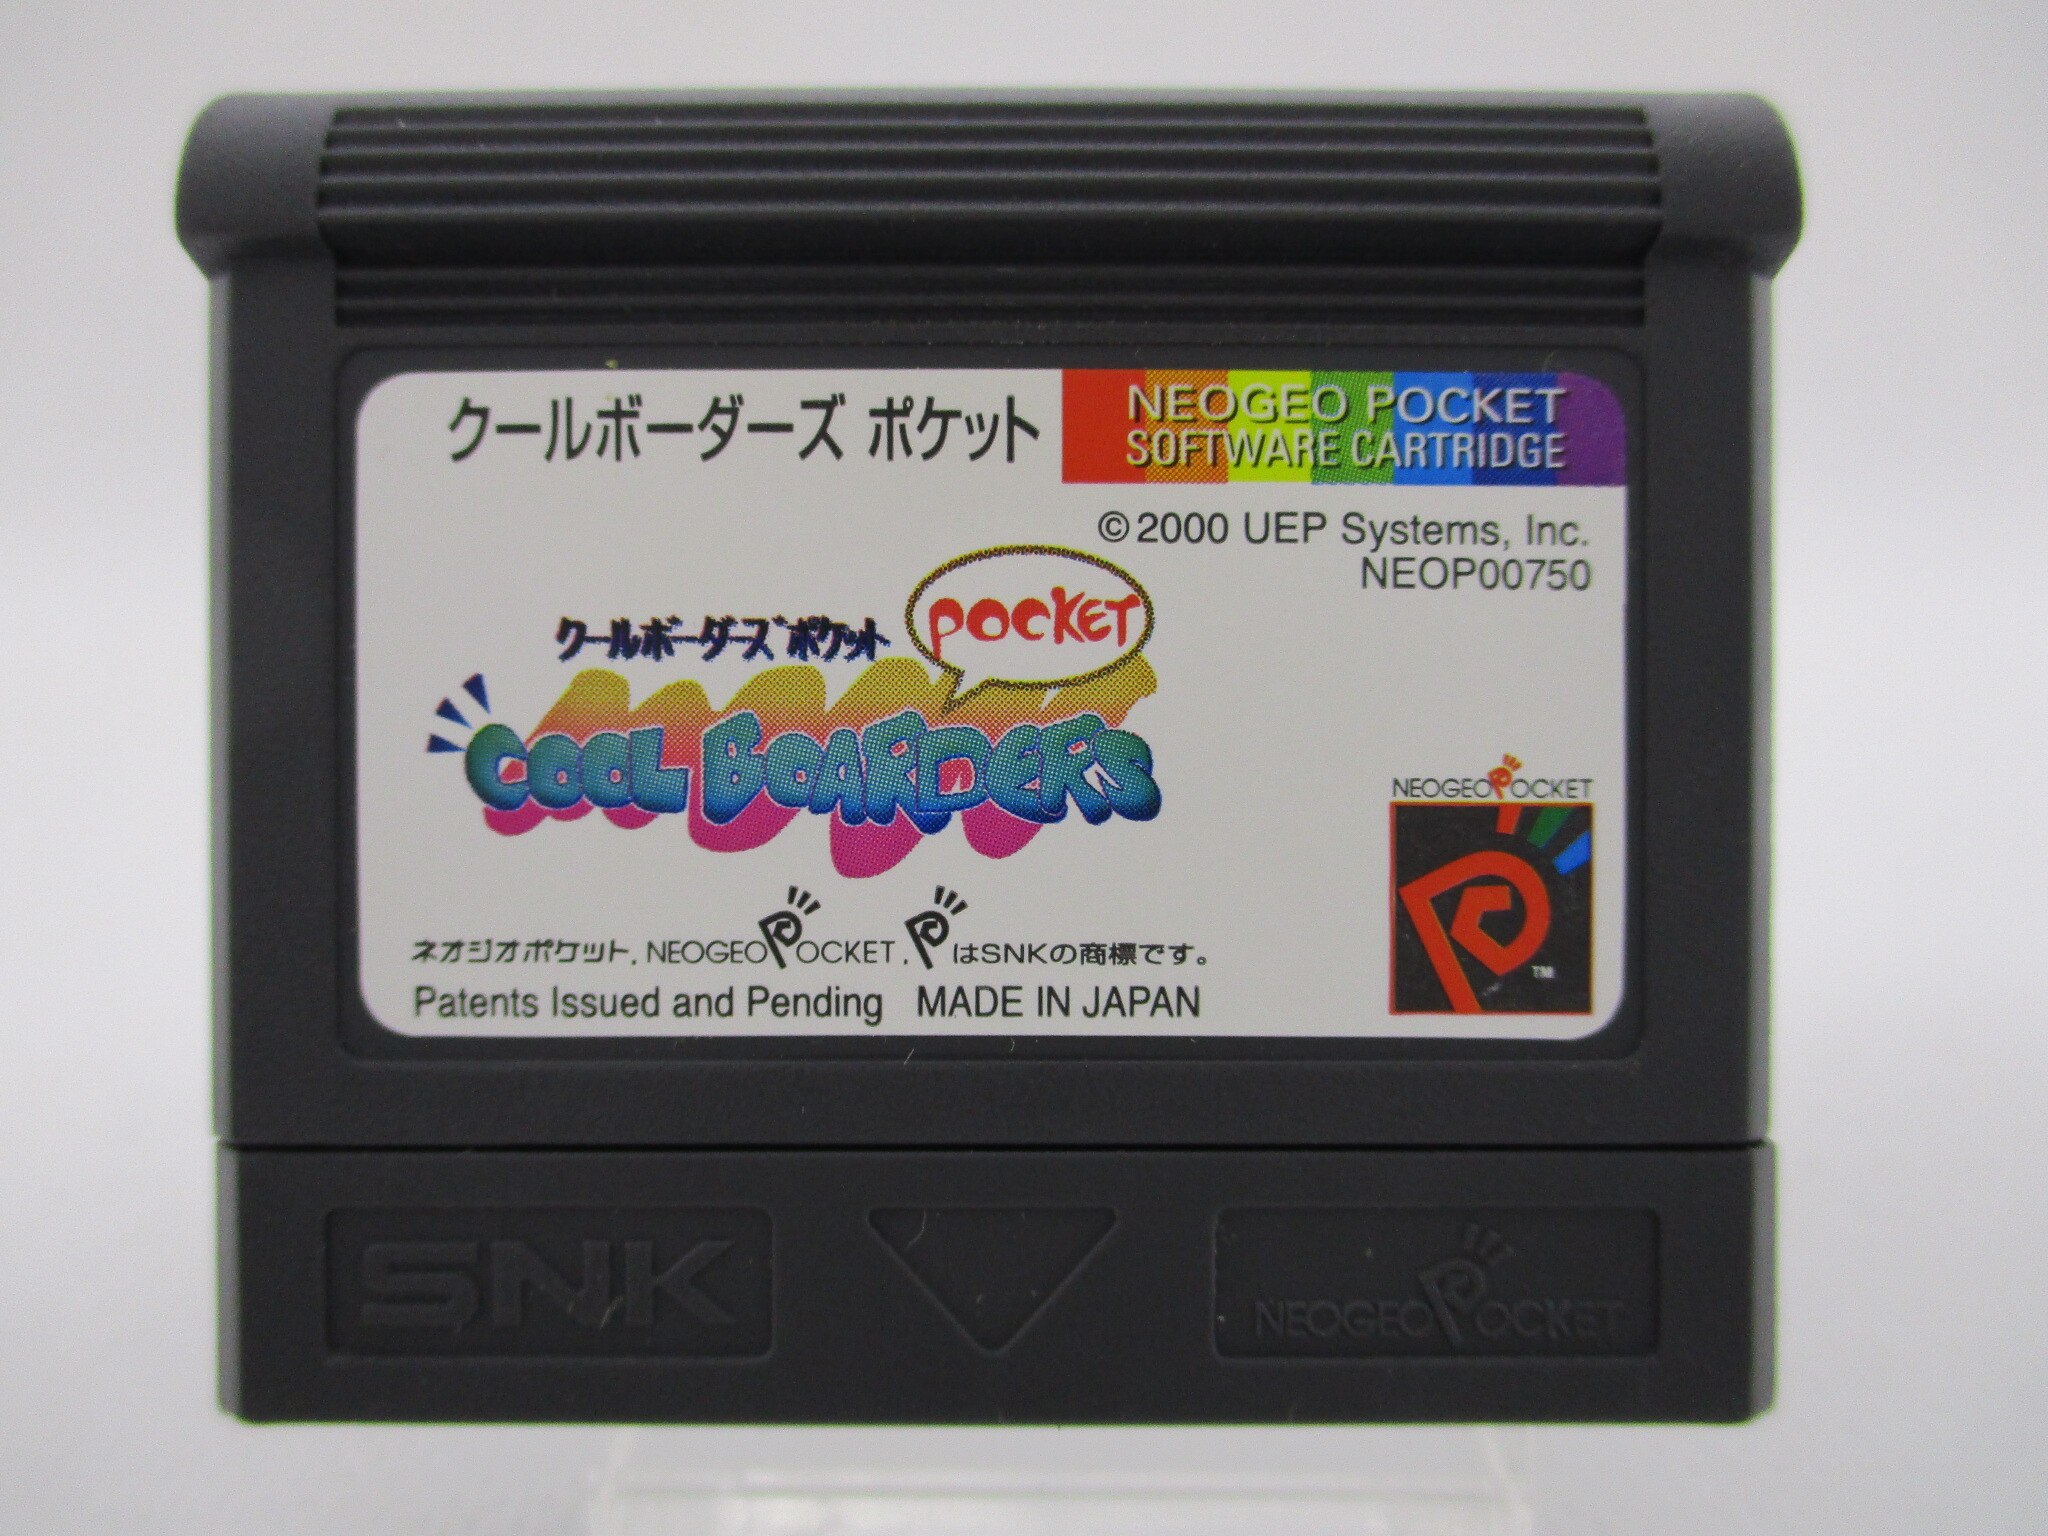 クールボーダーズ ポケット
NEOGEO POCKET
SOFTWARE CARTRIDGE
©2000 UEP Systems, Inc.
NEOP00750
クールボーダーズ ポケット
POCKET
COOL BOARDERS
NEOGEO POCKET
TM
ネオジオポケット, NEOGEO POCKET , P はSNKの商標です。
Patents Issued and Pending MADE IN JAPAN
SNK
NEOGEO POCKET